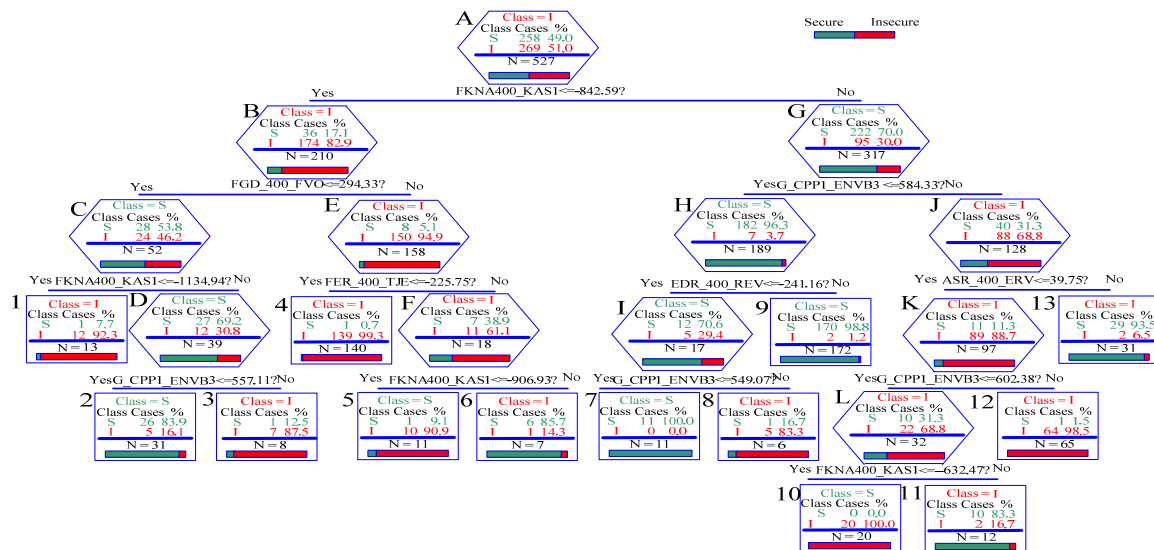 A
Class = I
Class Cases %
S 258 49.0
I 269 51.0
N = 527
Secure Insecure
FKNA400_KAS1<=-842.59?
Yes No
B
Class = I
Class Cases %
S 36 17.1
I 174 82.9
N = 210
G
Class = S
Class Cases %
S 222 70.0
I 95 30.0
N = 317
Yes FGD_400_FVO<=294.33? No
Yes G_CPP1_ENVB3 <=584.33? No
C
Class = S
Class Cases %
S 28 53.8
I 24 46.2
N = 52
E
Class = I
Class Cases %
S 8 5.1
I 150 94.9
N = 158
H
Class = S
Class Cases %
S 182 96.3
I 7 3.7
N = 189
J
Class = I
Class Cases %
S 40 31.3
I 88 68.8
N = 128
Yes FKNA400_KAS1<=-1134.94? No
Yes FER_400_TJE<=-225.75? No
Yes EDR_400_REV<=-241.16? No
Yes ASR_400_ERV<=39.75? No
1
Class = I
Class Cases %
S 1 7.7
I 12 92.3
N = 13
D
Class = S
Class Cases %
S 27 69.2
I 12 30.8
N = 39
4
Class = I
Class Cases %
S 1 0.7
I 139 99.3
N = 140
F
Class = I
Class Cases %
S 7 38.9
I 11 61.1
N = 18
I
Class = S
Class Cases %
S 12 70.6
I 5 29.4
N = 17
9
Class = S
Class Cases %
S 170 98.8
I 2 1.2
N = 172
K
Class = I
Class Cases %
S 11 11.3
I 89 88.7
N = 97
13
Class = S
Class Cases %
S 29 93.5
I 2 6.5
N = 31
Yes G_CPP1_ENVB3<=557.11? No
Yes FKNA400_KAS1<=-906.93? No
Yes G_CPP1_ENVB3<=549.07? No
Yes G_CPP1_ENVB3<=602.38? No
2
Class = S
Class Cases %
S 26 83.9
I 5 16.1
N = 31
3
Class = I
Class Cases %
S 1 12.5
I 7 87.5
N = 8
5
Class = I
Class Cases %
S 1 9.1
I 10 90.9
N = 11
6
Class = I
Class Cases %
S 6 85.7
I 1 14.3
N = 7
7
Class = S
Class Cases %
S 11 100.0
I 0 0.0
N = 11
8
Class = I
Class Cases %
S 1 16.7
I 5 83.3
N = 6
L
Class = I
Class Cases %
S 10 31.3
I 22 68.8
N = 32
12
Class = I
Class Cases %
S 1 1.5
I 64 98.5
N = 65
Yes FKNA400_KAS1<=-632.47? No
10
Class = S
Class Cases %
S 0 0.0
I 20 100.0
N = 20
11
Class = I
Class Cases %
S 10 83.3
I 2 16.7
N = 12